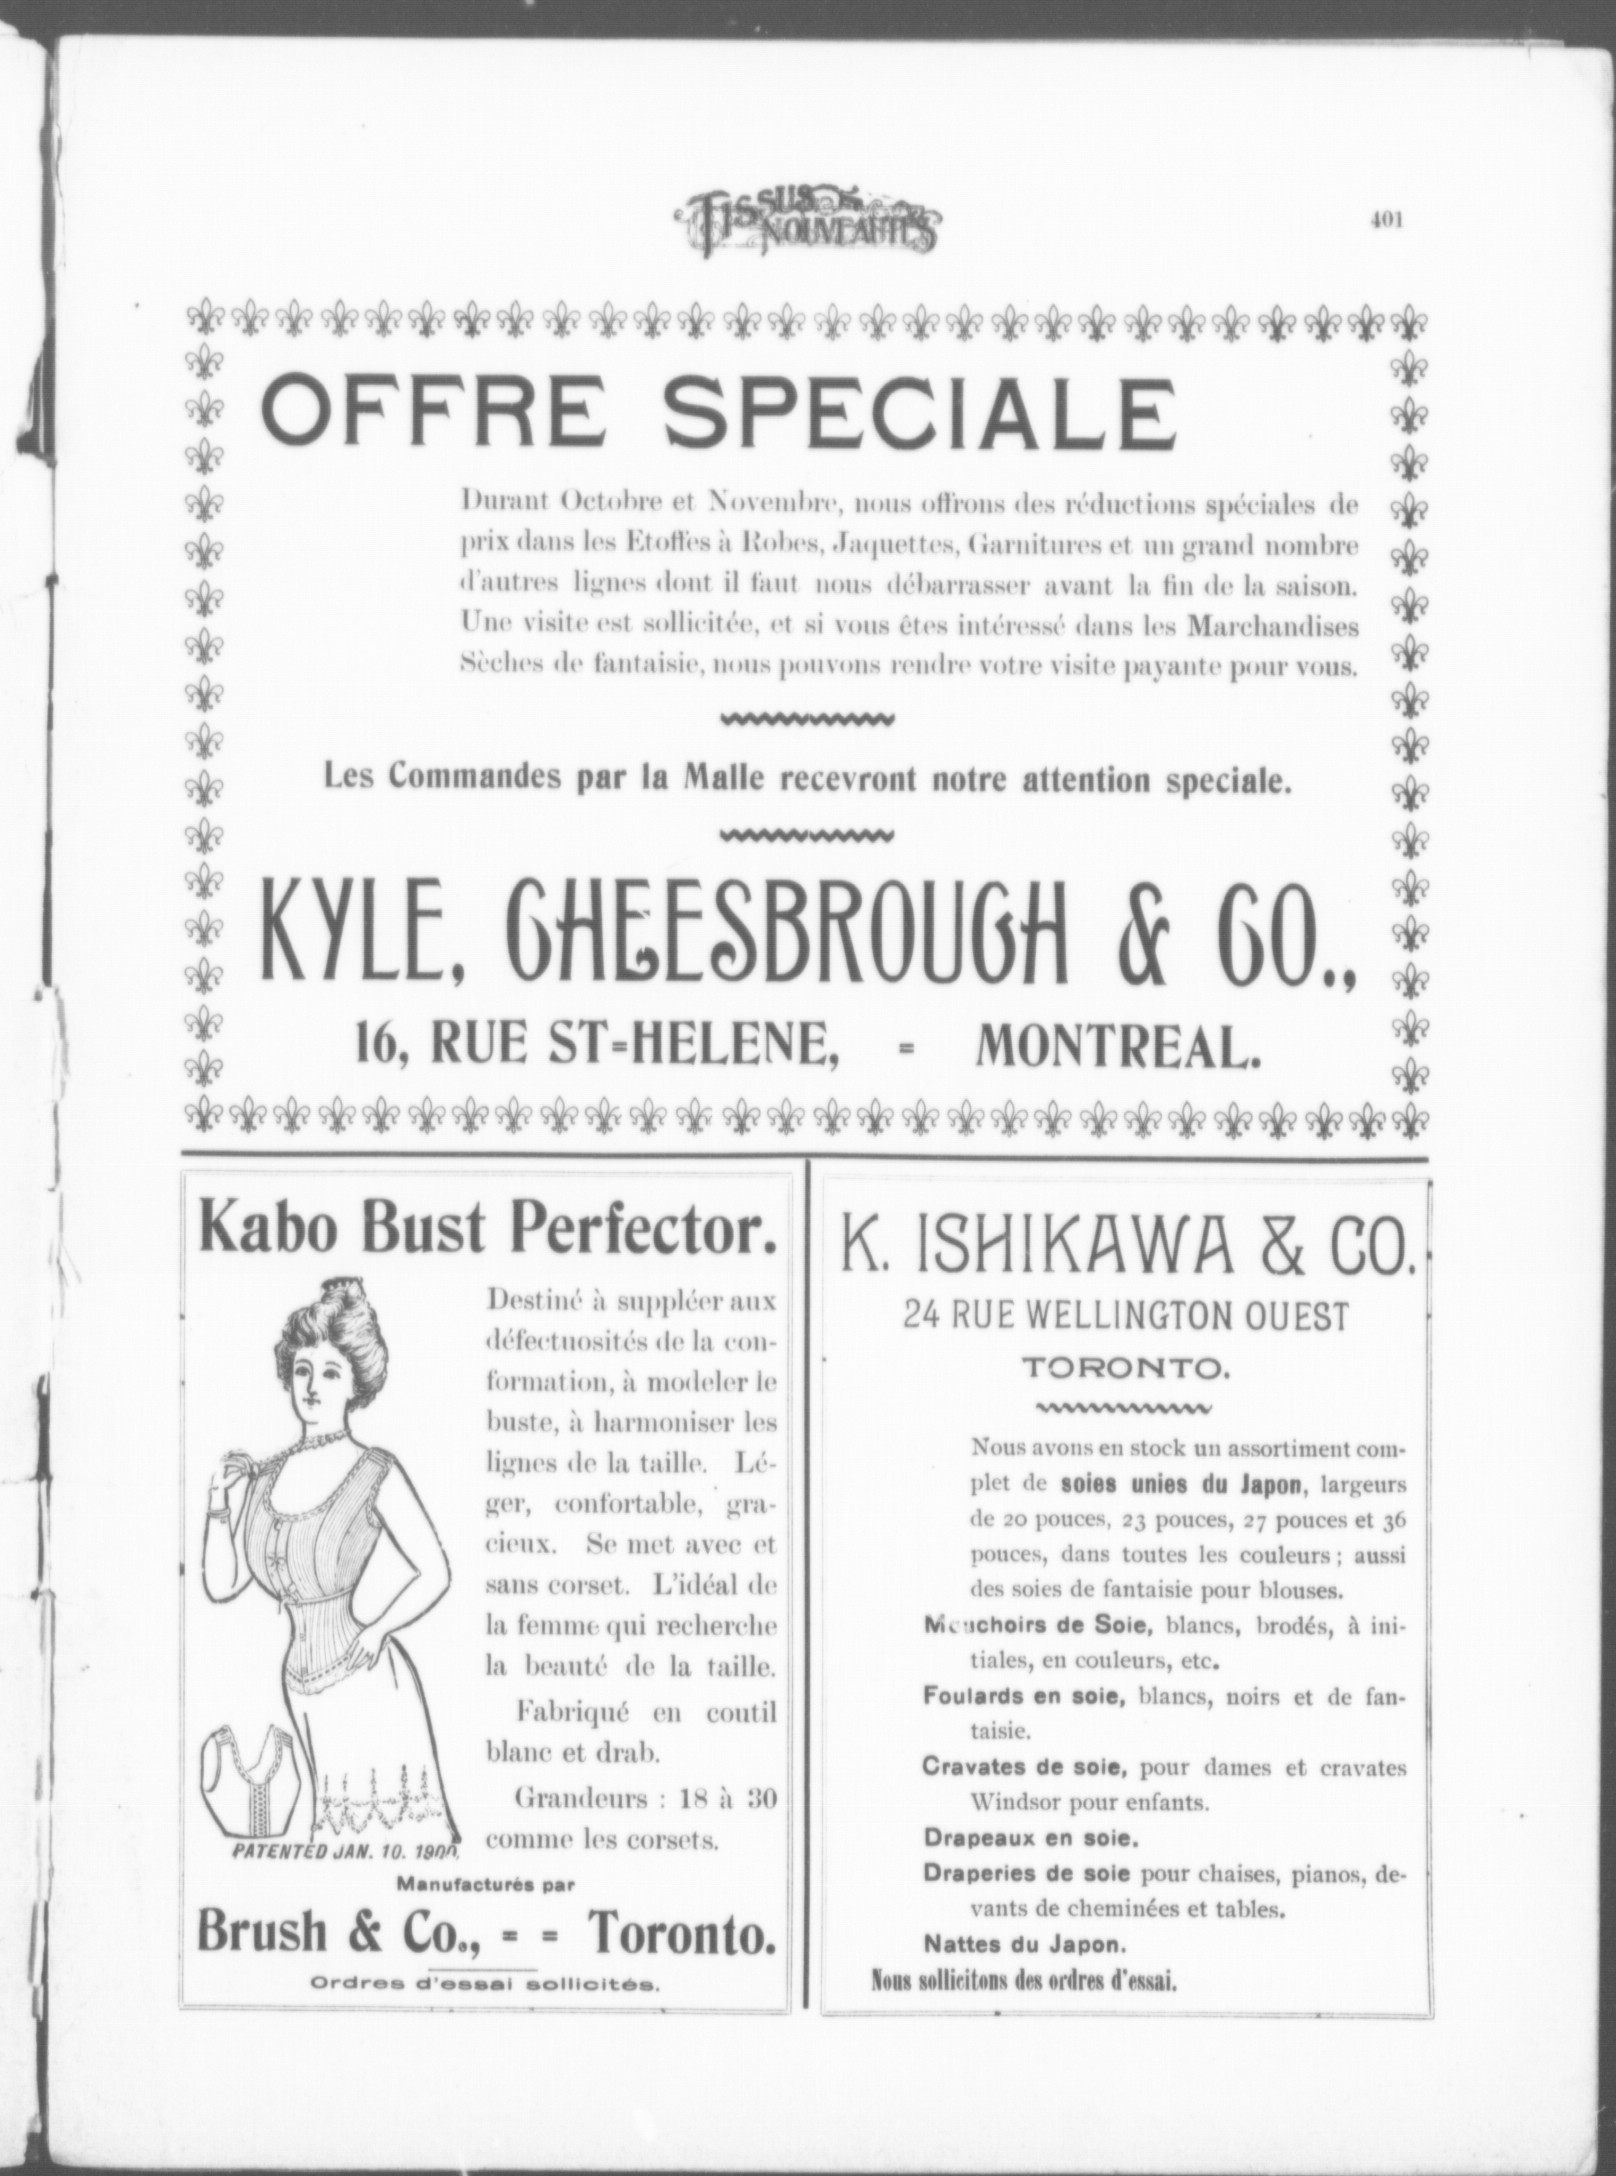 TISSUS & NOUVEAUTÉS
401
OFFRE SPECIALE
Durant Octobre et Novembre, nous offrons des réductions spéciales de
prix dans les Etoffes à Robes, Jaquettes, Garnitures et un grand nombre
d'autres lignes dont il faut nous débarrasser avant la fin de la saison.
Une visite est sollicitée, et si vous êtes intéressé dans les Marchandises
Sèches de fantaisie, nous pouvons rendre votre visite payante pour vous.
Les Commandes par la Malle recevront notre attention speciale.
KYLE, CHEESBROUGH & CO.,
16, RUE ST=HELENE, = MONTREAL.
Kabo Bust Perfector.
Destiné à suppléer aux
défectuosités de la con-
formation, à modeler le
buste, à harmoniser les
lignes de la taille. Lé-
ger, confortable, gra-
cieux. Se met avec et
sans corset. L'idéal de
la femme qui recherche
la beauté de la taille.
Fabriqué en coutil
blanc et drab.
Grandeurs : 18 à 30
comme les corsets.
PATENTED JAN. 10. 1900.
Manufacturés par
Brush & Co., = = Toronto.
Ordres d'essai sollicités.
K. ISHIKAWA & CO.
24 RUE WELLINGTON OUEST
TORONTO.
Nous avons en stock un assortiment com-
plet de soies unies du Japon, largeurs
de 20 pouces, 23 pouces, 27 pouces et 36
pouces, dans toutes les couleurs ; aussi
des soies de fantaisie pour blouses.
Mouchoirs de Soie, blancs, brodés, à ini-
tiales, en couleurs, etc.
Foulards en soie, blancs, noirs et de fan-
taisie.
Cravates de soie, pour dames et cravates
Windsor pour enfants.
Drapeaux en soie.
Draperies de soie pour chaises, pianos, de-
vants de cheminées et tables.
Nattes du Japon.
Nous sollicitons des ordres d'essai.